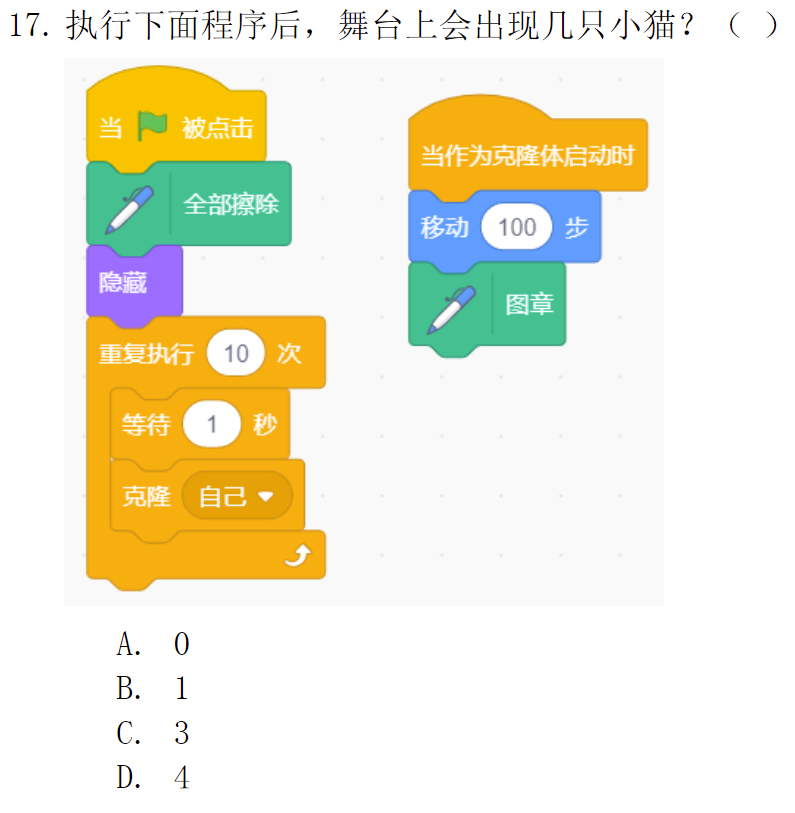 17. 执行下面程序后，舞台上会出现几只小猫？（ ）
当 被点击
全部擦除
隐藏
重复执行 10 次
等待 1 秒
克隆 自己
当作为克隆体启动时
移动 100 步
图章
A. 0
B. 1
C. 3
D. 4